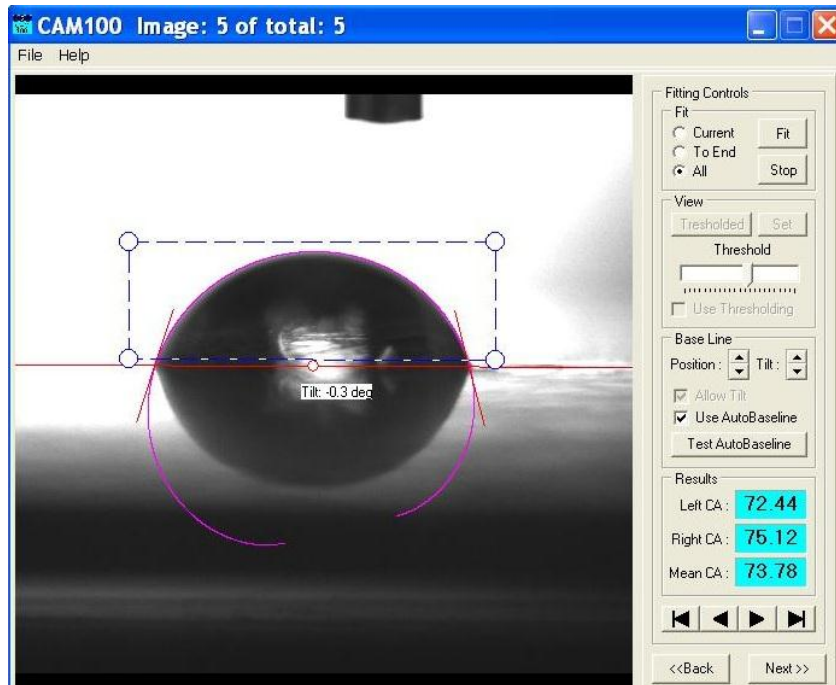 CAM100 Image: 5 of total: 5
File Help
Fitting Controls
Fit
Current
Fit
To End
All
Stop
View
Tresholded
Set
Threshold
Use Thresholding
Base Line
Position :
Tilt :
Allow Tilt
Use AutoBaseline
Test AutoBaseline
Results
Left CA : 72.44
Right CA : 75.12
Mean CA : 73.78
<<Back
Next >>
Tilt: -0.3 deg